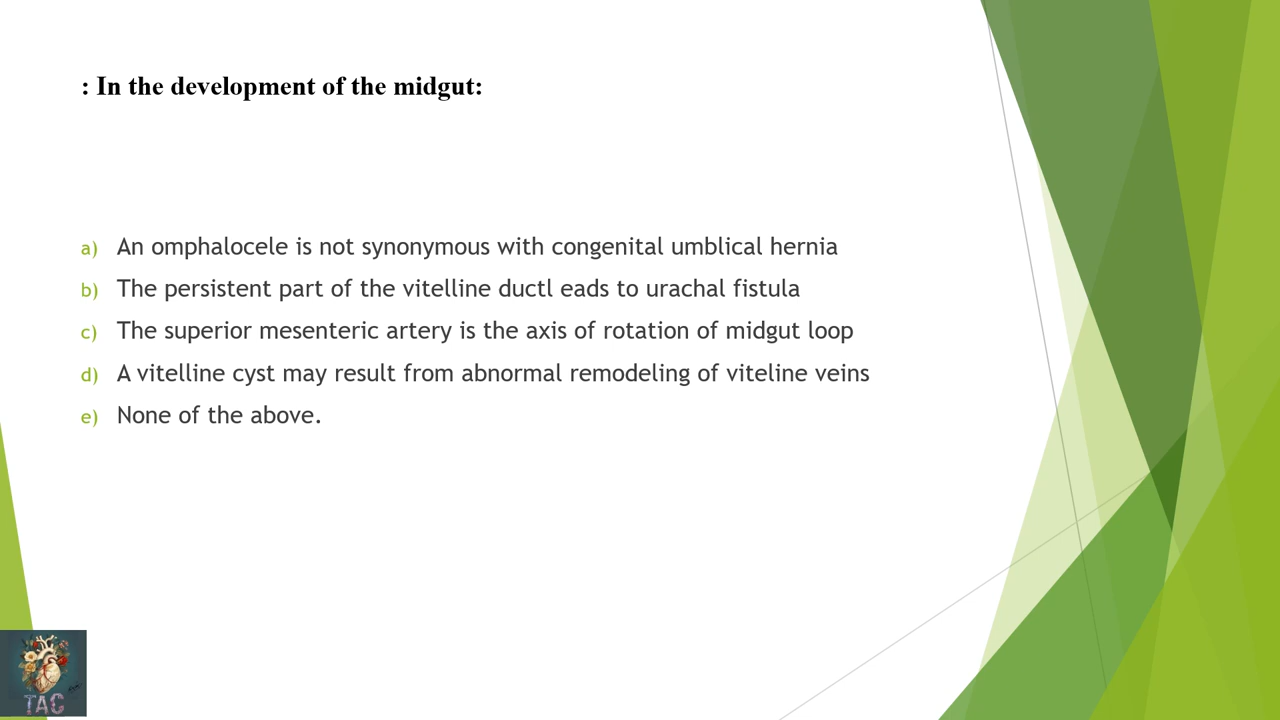 : In the development of the midgut:
a) An omphalocele is not synonymous with congenital umblical hernia
b) The persistent part of the vitelline ductl eads to urachal fistula
c) The superior mesenteric artery is the axis of rotation of midgut loop
d) A vitelline cyst may result from abnormal remodeling of viteline veins
e) None of the above.
TAC